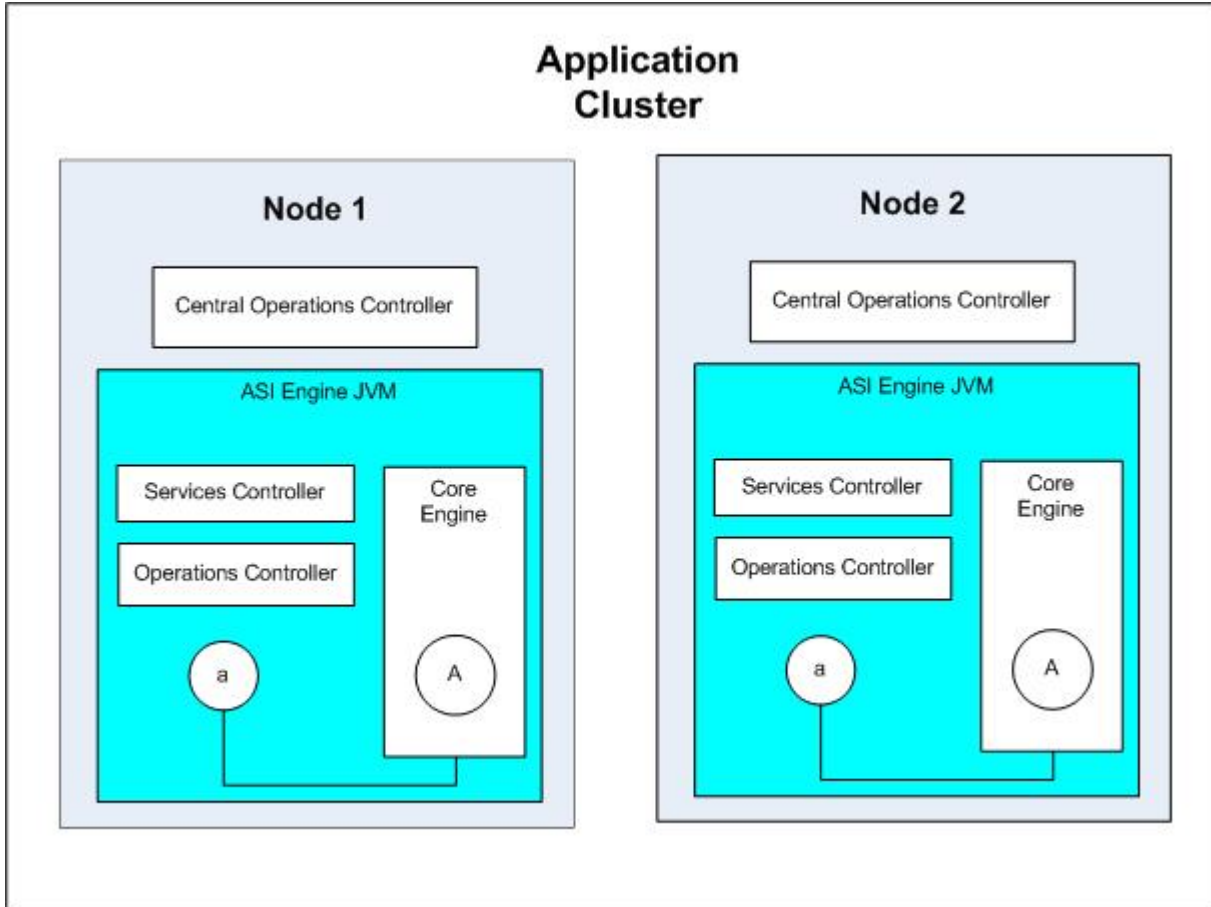 Application
Cluster
Node 1
Central Operations Controller
ASI Engine JVM
Services Controller
Operations Controller
Core
Engine
a
A
Node 2
Central Operations Controller
ASI Engine JVM
Services Controller
Operations Controller
Core
Engine
a
A